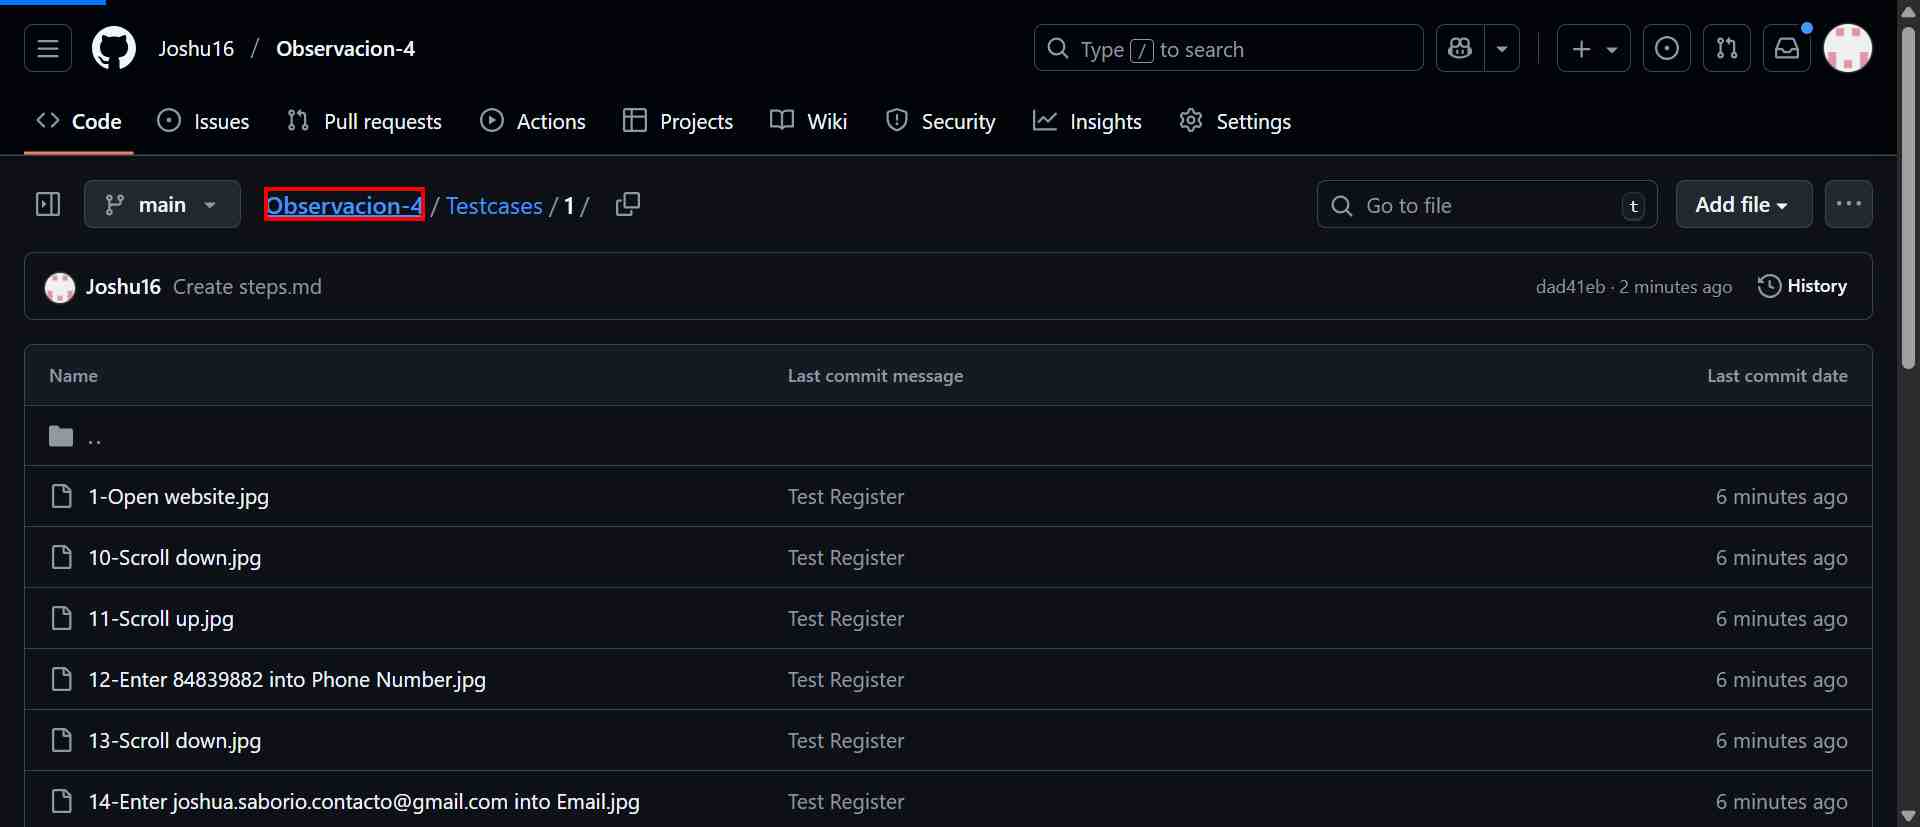 Joshu16 / Observacion-4
Type / to search
Code Issues Pull requests Actions Projects Wiki Security Insights Settings
main Observacion-4 / Testcases / 1 /
Go to file t Add file
Joshu16 Create steps.md dad41eb · 2 minutes ago History
Name Last commit message Last commit date
..
1-Open website.jpg Test Register 6 minutes ago
10-Scroll down.jpg Test Register 6 minutes ago
11-Scroll up.jpg Test Register 6 minutes ago
12-Enter 84839882 into Phone Number.jpg Test Register 6 minutes ago
13-Scroll down.jpg Test Register 6 minutes ago
14-Enter joshua.saborio.contacto@gmail.com into Email.jpg Test Register 6 minutes ago